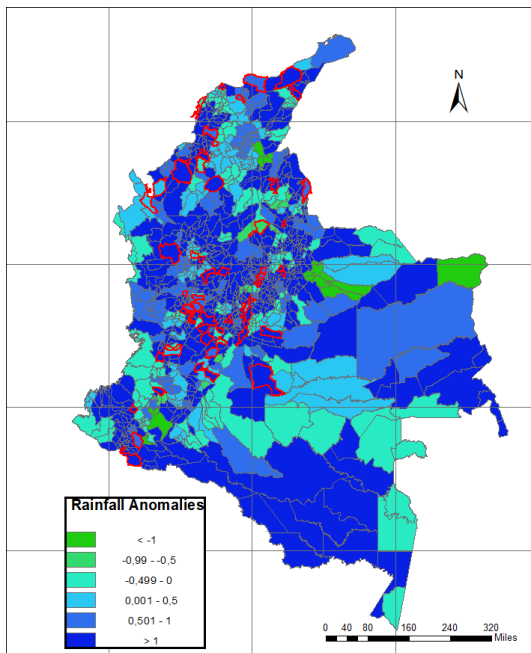 N
Rainfall Anomalies
< -1
-0,99 - -0,5
-0,499 - 0
0,001 - 0,5
0,501 - 1
> 1
0 40 80 160 240 320
Miles